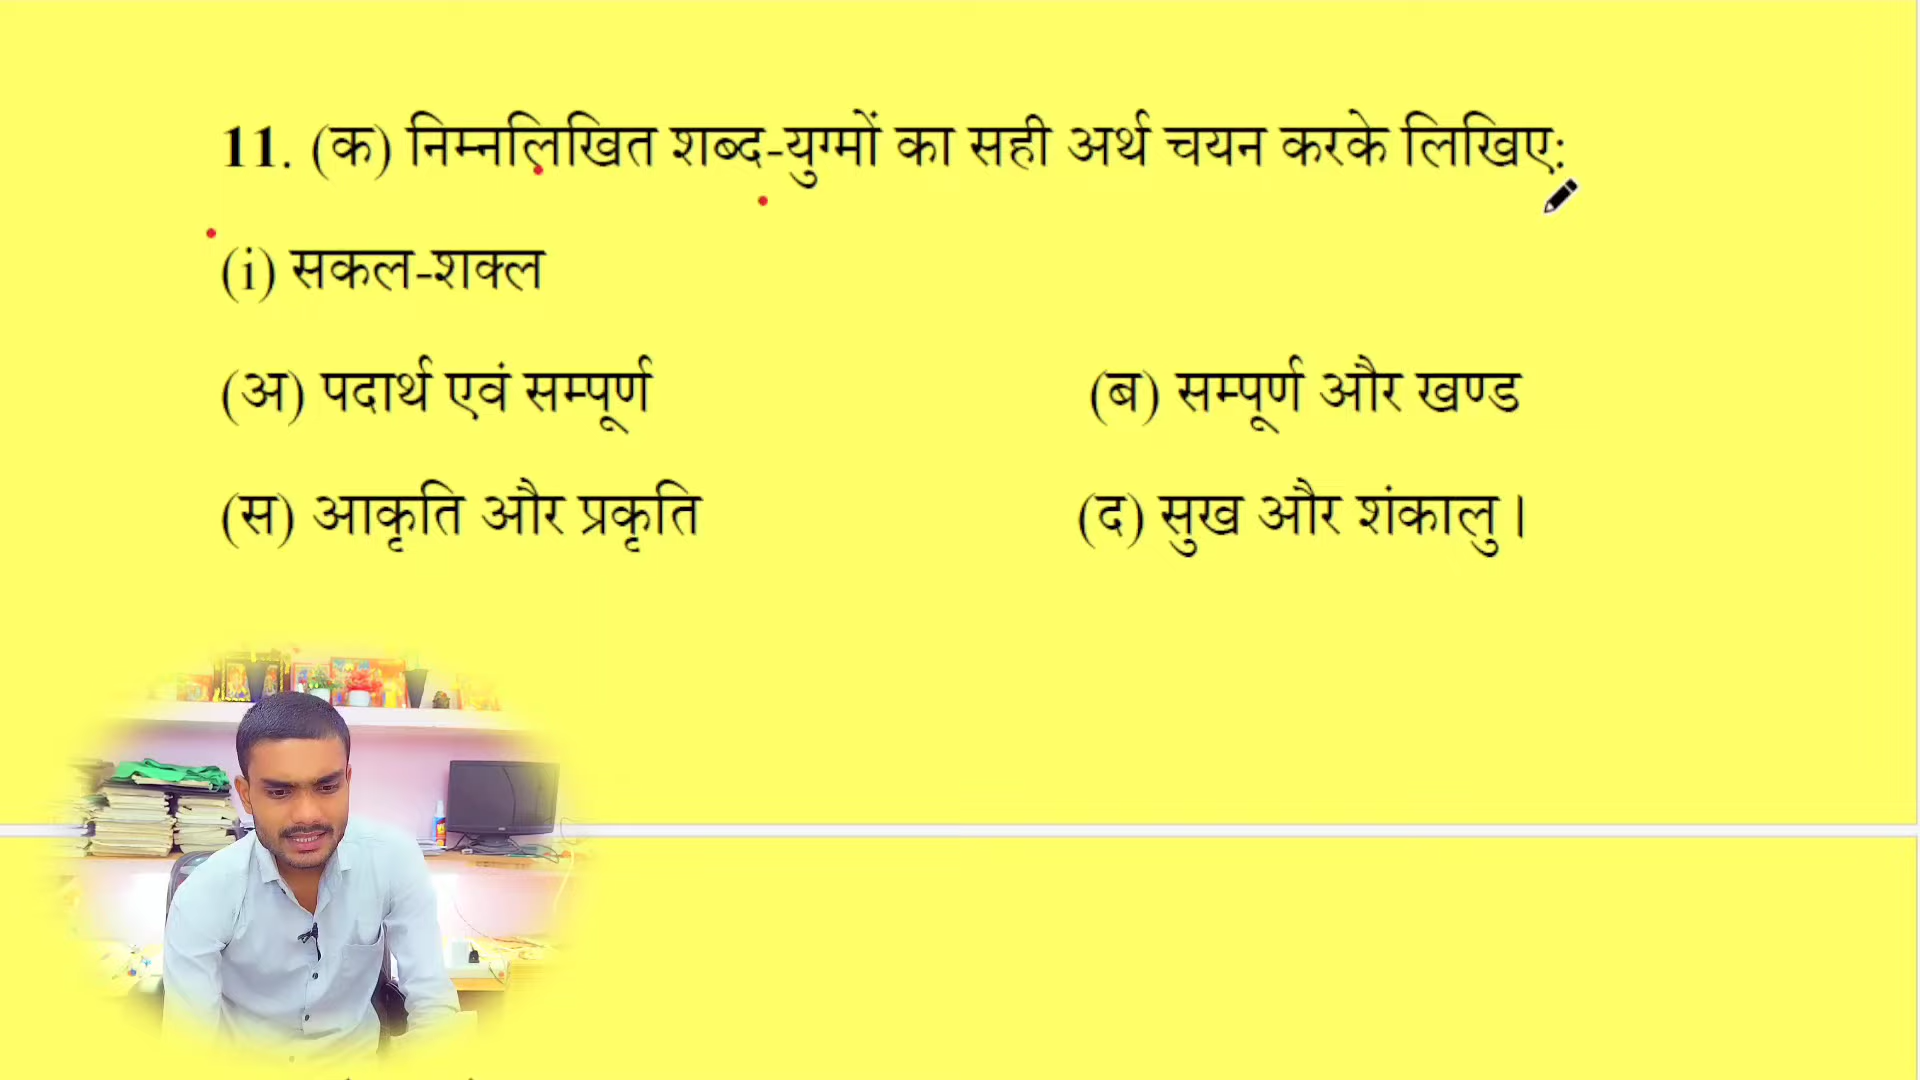 11. (क) निम्नलिखित शब्द-युग्मों का सही अर्थ चयन करके लिखिए:
(i) सकल-शक्ल
(अ) पदार्थ एवं सम्पूर्ण (ब) सम्पूर्ण और खण्ड
(स) आकृति और प्रकृति (द) सुख और शंकालु।